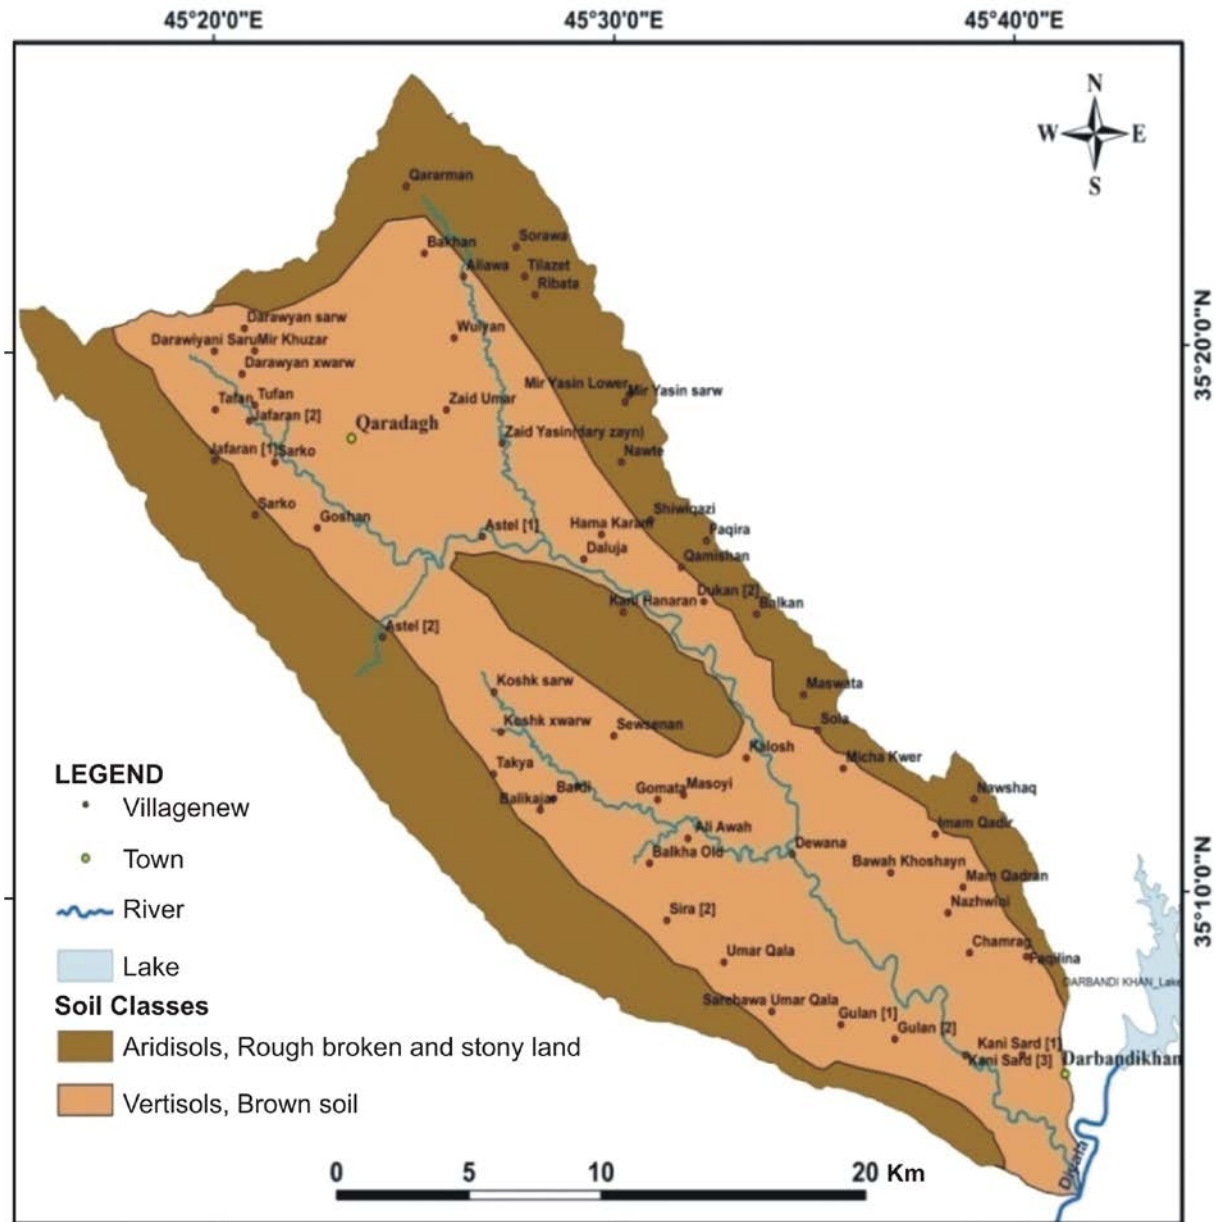 45°20'0"E
45°30'0"E
45°40'0"E
N
W
E
S
Qararman
Sorawa
Bakhan
Allawa
Tilazet
Ribata
35°20'0"N
Darawyan sarw
Wulyan
Darawiyani Saru
Mir Khuzar
Darawyan xwarw
Mir Yasin Lower
Mir Yasin sarw
Tafan
Tufan
Zaid Umar
Jafaran [2]
Qaradagh
Zaid Yasin(dary zayn)
Jafaran [1]
Sarko
Nawte
Sarko
Goshan
Shiwiqazi
Astel [1]
Hama Karam
Faqira
Daluja
Qamishan
Dukan [2]
Kani Hanaran
Balkan
Astel [2]
Koshk sarw
Maswata
Koshk xwarw
Sewsenan
Sola
Kalosh
Micha Kwer
Takya
LEGEND
Gomata
Masoyi
Nawshaq
Balikajar
Villagenew
Ali Awah
Imam Qadir
Balkha Old
Dewana
Town
Bawah Khoshayn
Mam Qadran
35°10'0"N
River
Sira [2]
Umar Qala
Chamrag
Lake
DARBANDI KHAN_Lake
Soil Classes
Sarchawa Umar Qala
Gulan [1]
Gulan [2]
Aridisols, Rough broken and stony land
Kani Sard [1]
Kani Sard [3]
Darbandikhan
Vertisols, Brown soil
Diyala
0
5
10
20 Km